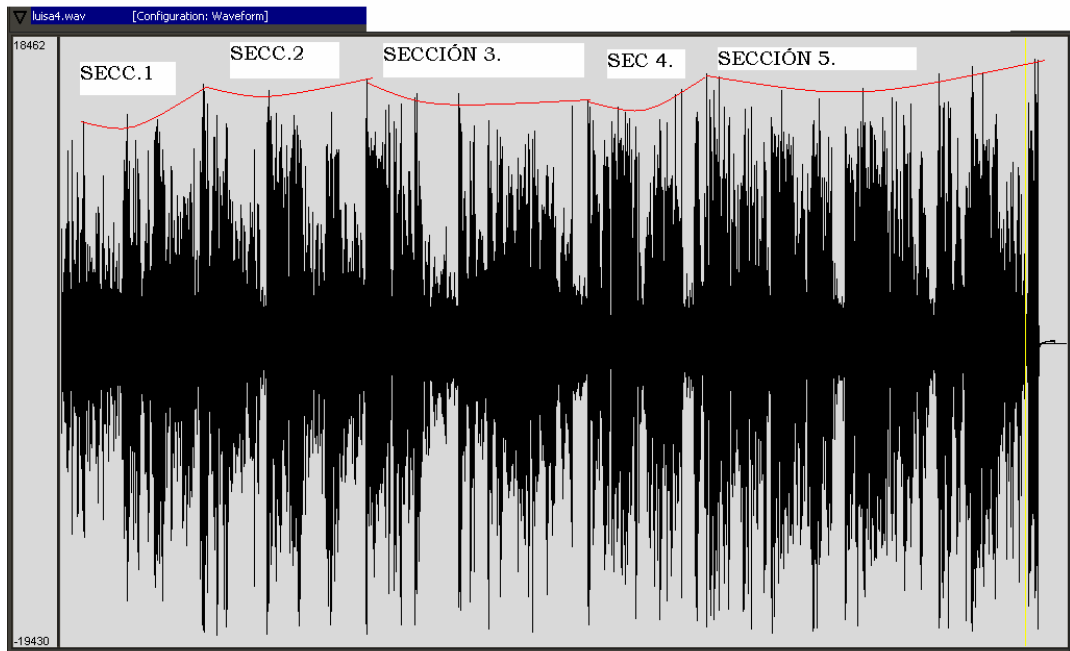 luisa4.wav [Configuration: Waveform]
18462
SECC.1
SECC.2
SECCIÓN 3.
SEC 4.
SECCIÓN 5.
-19430